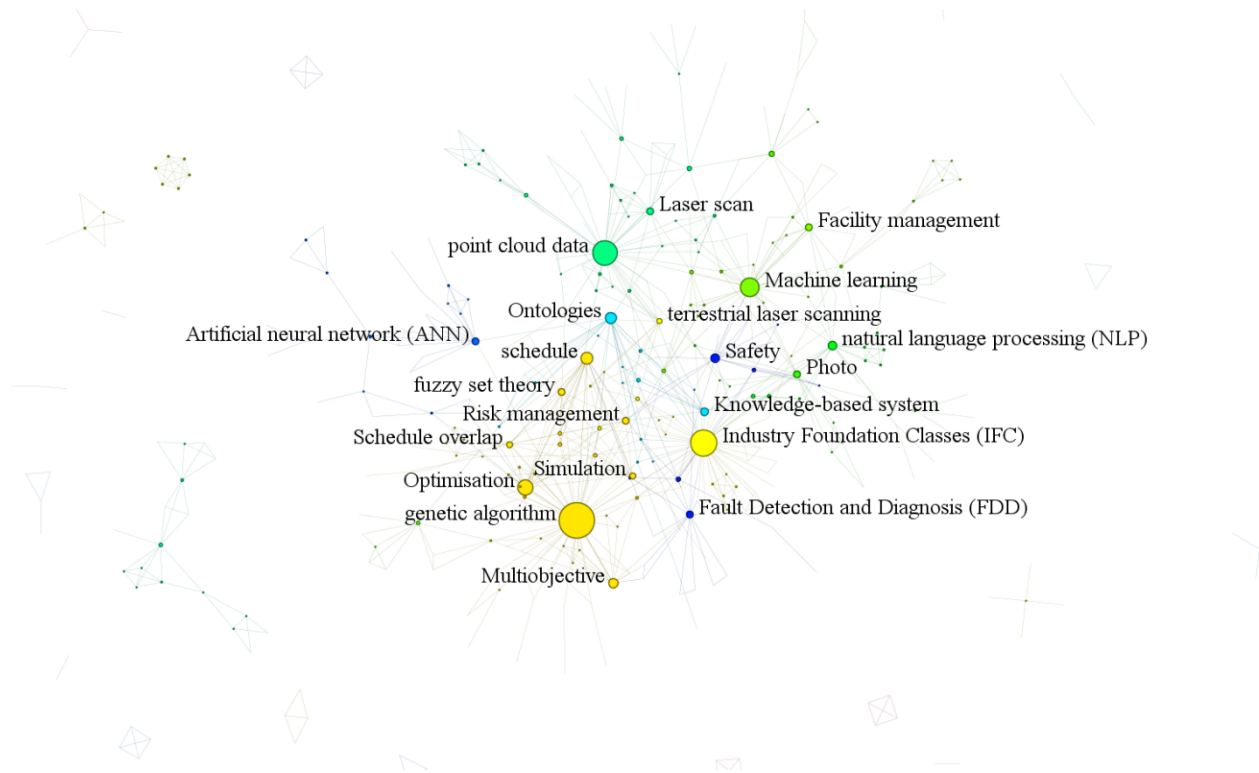 Laser scan
Facility management
point cloud data
Machine learning
Ontologies
terrestrial laser scanning
Artificial neural network (ANN)
natural language processing (NLP)
schedule
Safety
Photo
fuzzy set theory
Knowledge-based system
Risk management
Schedule overlap
Industry Foundation Classes (IFC)
Simulation
Optimisation
genetic algorithm
Fault Detection and Diagnosis (FDD)
Multiobjective